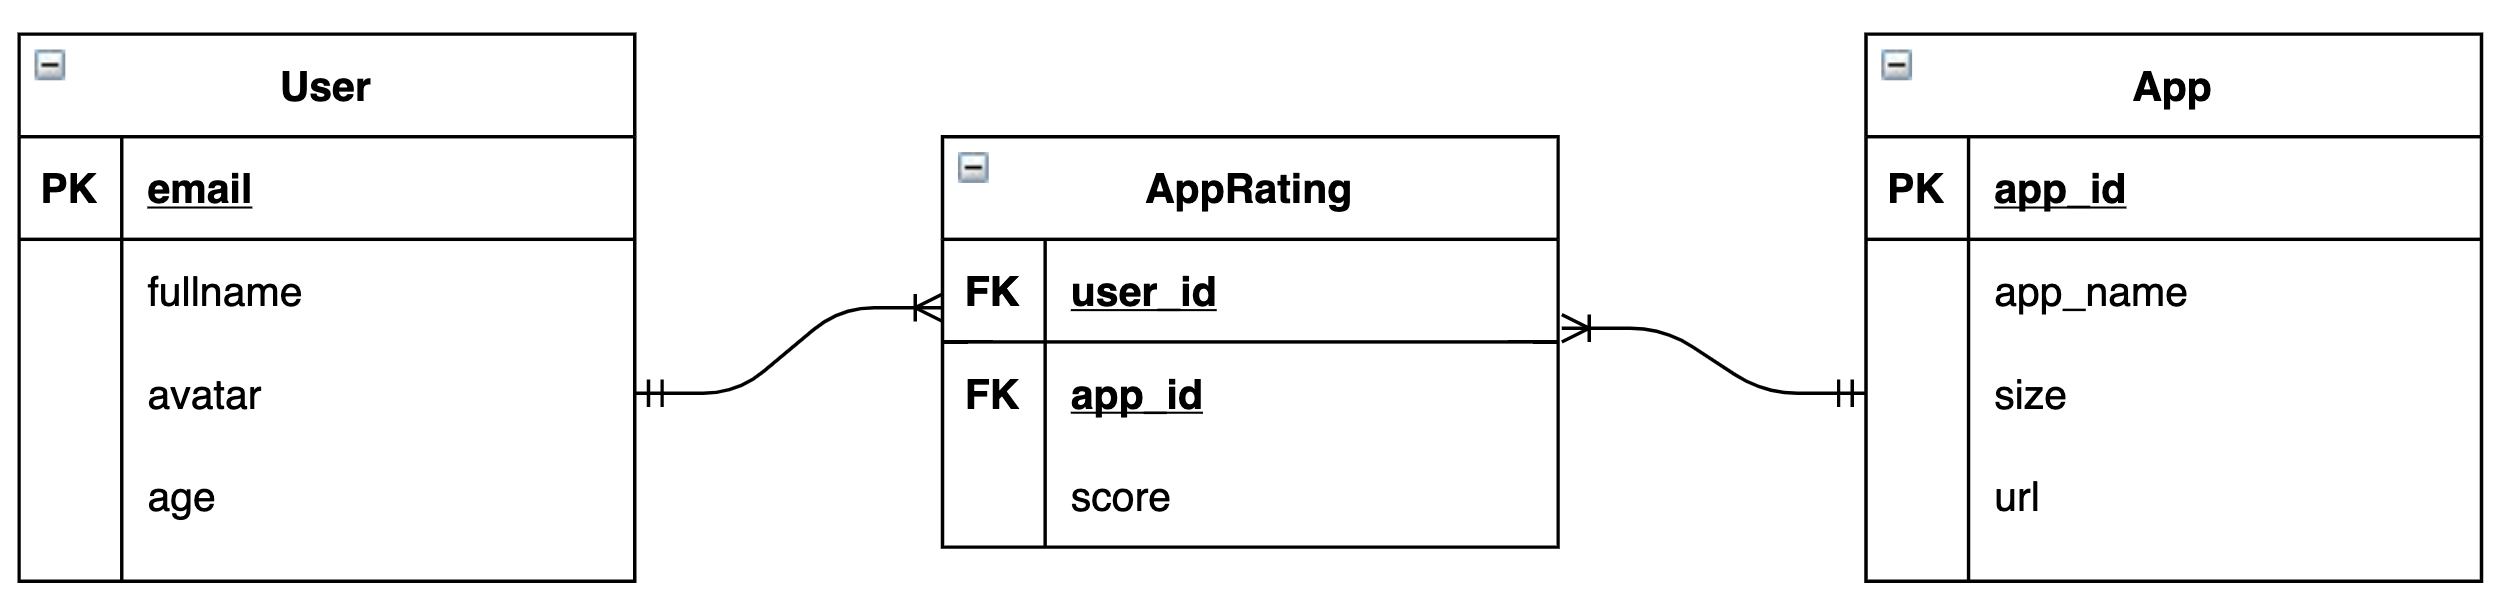 User
PK email
fullname
avatar
age
AppRating
FK user_id
FK app_id
score
App
PK app_id
app_name
size
url